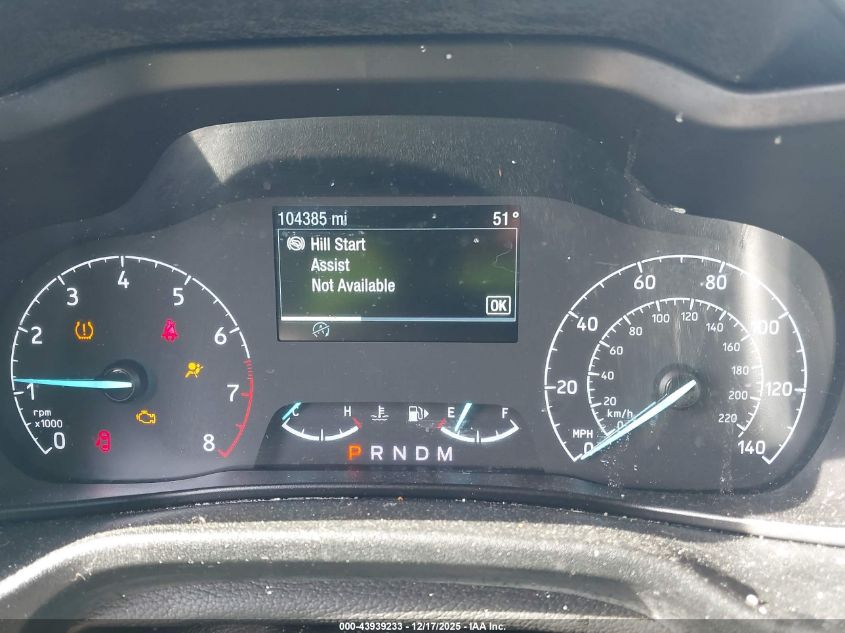 104385 mi 51°
Hill Start
Assist
Not Available
OK
0 1 2 3 4 5 6 7 8
rpm
x1000
C H E F
P R N D M
0 20 40 60 80 100 120 140
MPH
0 20 40 60 80 100 120 140 160 180 200 220
km/h
000-43939233 - 12/17/2025 - IAA Inc.